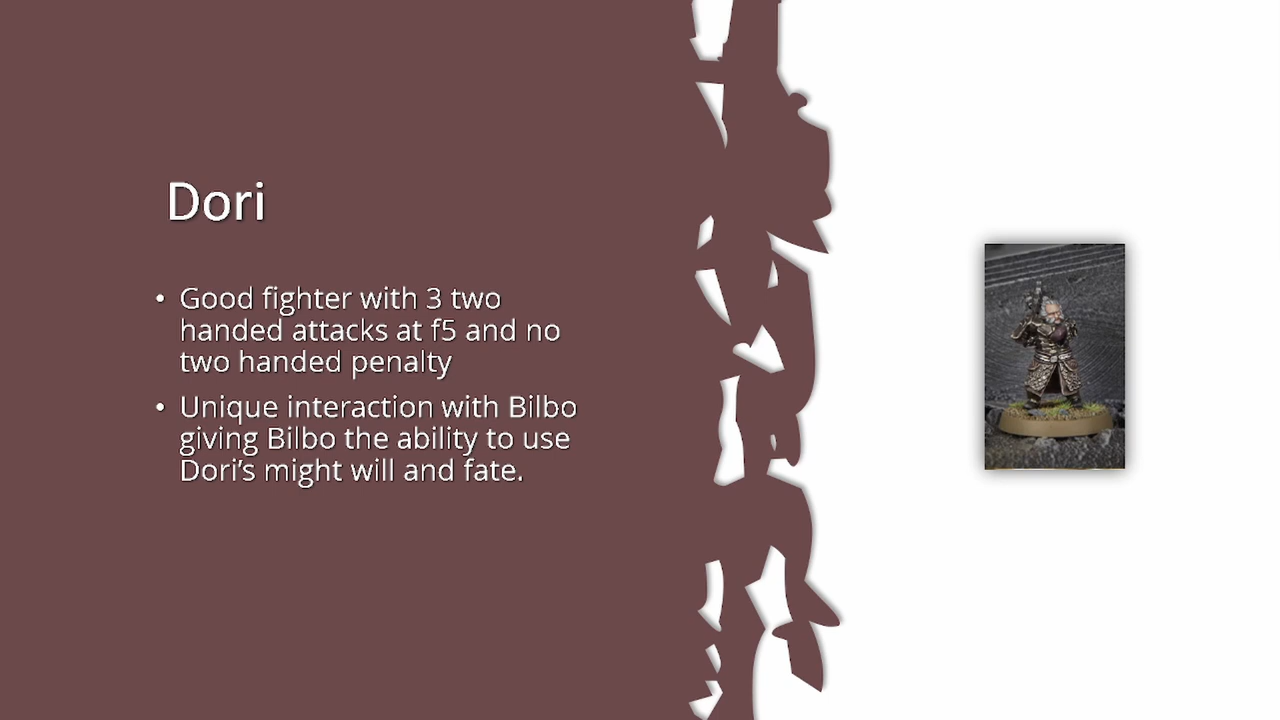 Dori
• Good fighter with 3 two
handed attacks at f5 and no
two handed penalty
• Unique interaction with Bilbo
giving Bilbo the ability to use
Dori's might will and fate.